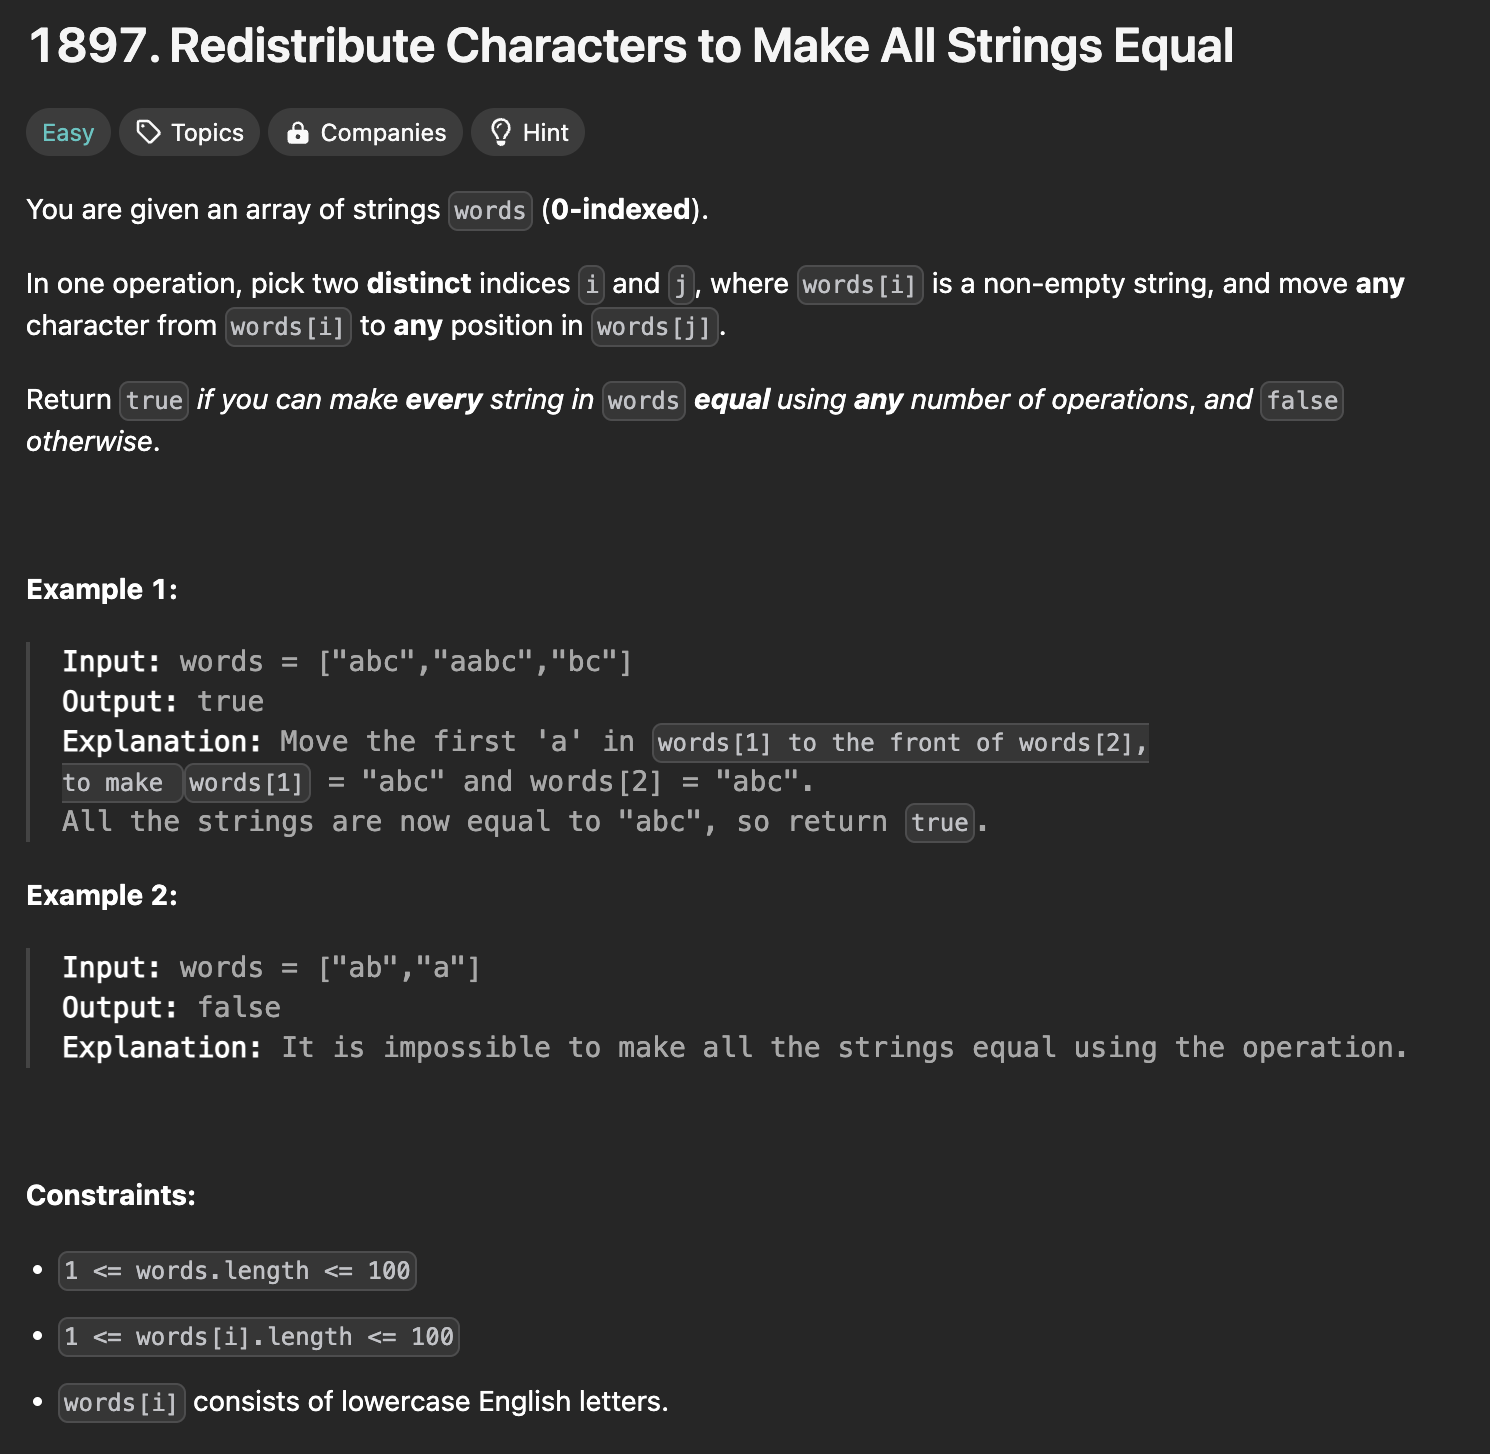 1897. Redistribute Characters to Make All Strings Equal
Easy Topics Companies Hint
You are given an array of strings words (0-indexed).
In one operation, pick two distinct indices i and j, where words[i] is a non-empty string, and move any
character from words[i] to any position in words[j].
Return true if you can make every string in words equal using any number of operations, and false
otherwise.
Example 1:
Input: words = ["abc","aabc","bc"]
Output: true
Explanation: Move the first 'a' in words[1] to the front of words[2],
to make words[1] = "abc" and words[2] = "abc".
All the strings are now equal to "abc", so return true.
Example 2:
Input: words = ["ab","a"]
Output: false
Explanation: It is impossible to make all the strings equal using the operation.
Constraints:
• 1 <= words.length <= 100
• 1 <= words[i].length <= 100
• words[i] consists of lowercase English letters.